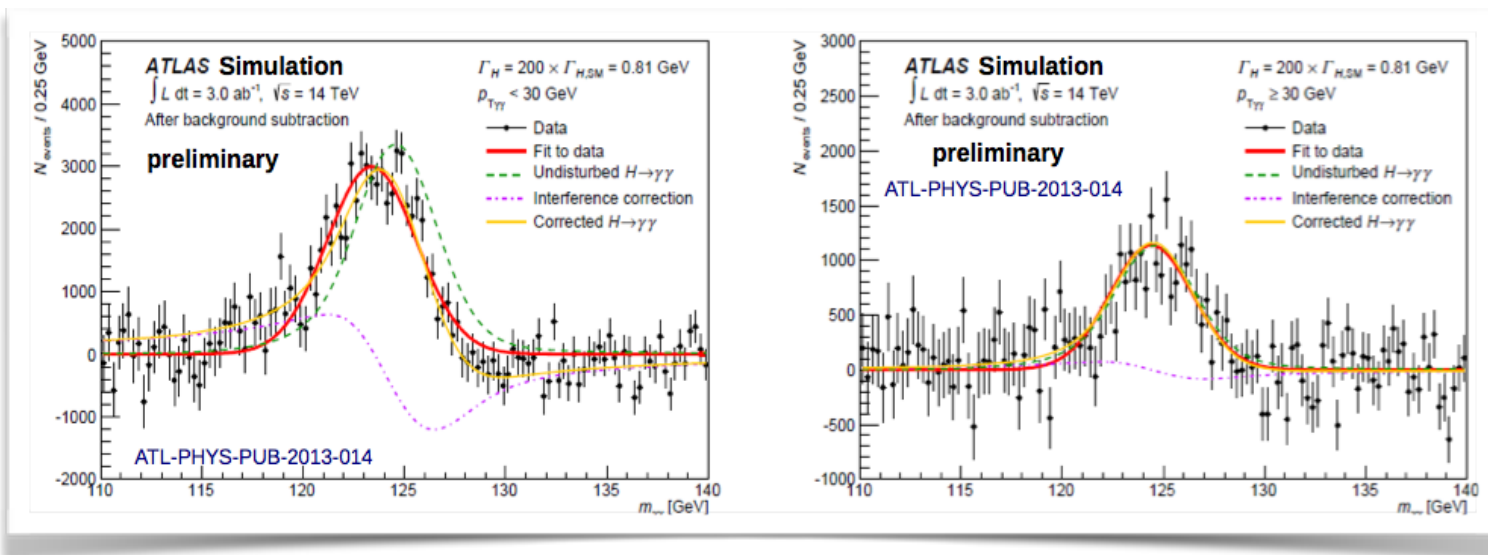 5000
4000
3000
2000
1000
0
-1000
-2000
N events / 0.25 GeV
ATLAS Simulation
∫ L dt = 3.0 ab⁻¹, √s = 14 TeV
After background subtraction
preliminary
Γ_H = 200 × Γ_H,SM = 0.81 GeV
p_Tγγ < 30 GeV
Data
Fit to data
Undisturbed H→γγ
Interference correction
Corrected H→γγ
ATL-PHYS-PUB-2013-014
110 115 120 125 130 135 140
m_γγ [GeV]
3000
2500
2000
1500
1000
500
0
-500
-1000
N events / 0.25 GeV
ATLAS Simulation
∫ L dt = 3.0 ab⁻¹, √s = 14 TeV
After background subtraction
preliminary
ATL-PHYS-PUB-2013-014
Γ_H = 200 × Γ_H,SM = 0.81 GeV
p_Tγγ ≥ 30 GeV
Data
Fit to data
Undisturbed H→γγ
Interference correction
Corrected H→γγ
110 115 120 125 130 135 140
m_γγ [GeV]